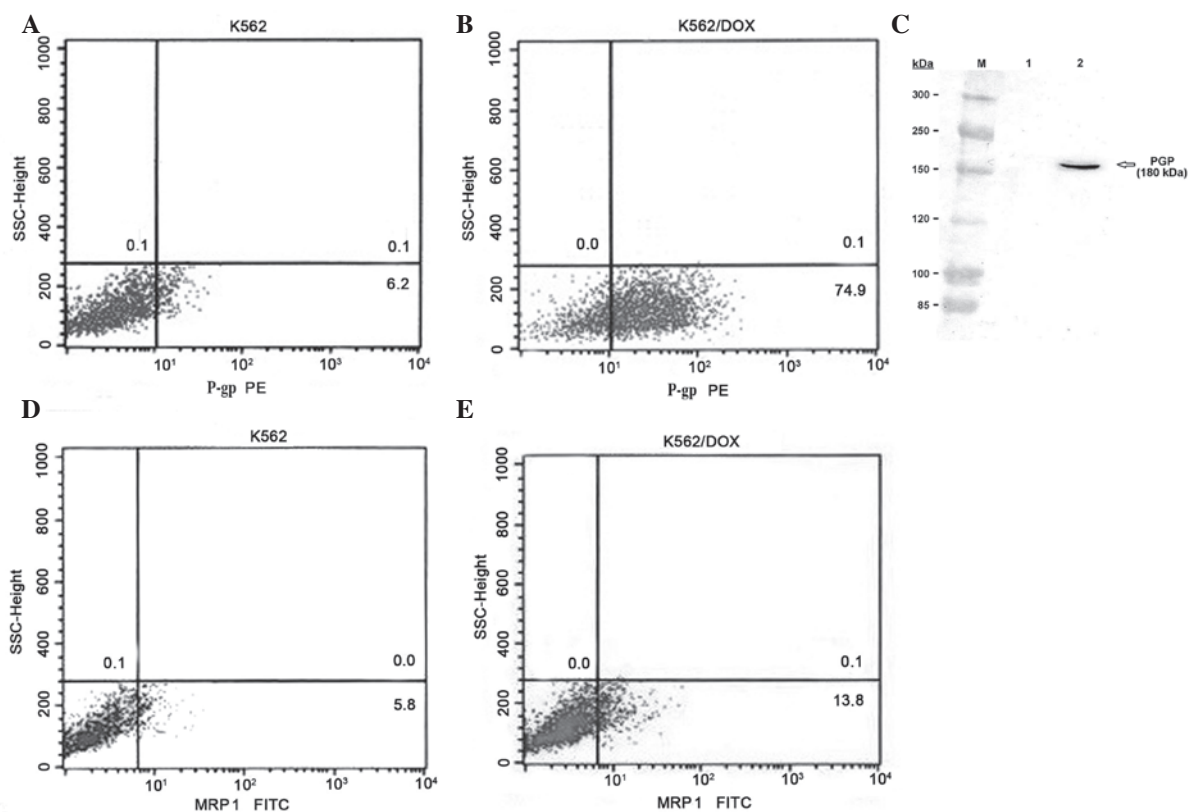 A
K562
1000
800
600
400
200
0
SSC-Height
0.1
0.1
6.2
10¹ 10² 10³ 10⁴
P-gp PE
B
K562/DOX
1000
800
600
400
200
0
SSC-Height
0.0
0.1
74.9
10¹ 10² 10³ 10⁴
P-gp PE
C
kDa M 1 2
300 –
250 –
150 –
120 –
100 –
85 –
PGP
(180 kDa)
D
K562
1000
800
600
400
200
0
SSC-Height
0.1
0.0
5.8
10¹ 10² 10³ 10⁴
MRP1 FITC
E
K562/DOX
1000
800
600
400
200
0
SSC-Height
0.0
0.1
13.8
10¹ 10² 10³ 10⁴
MRP1 FITC